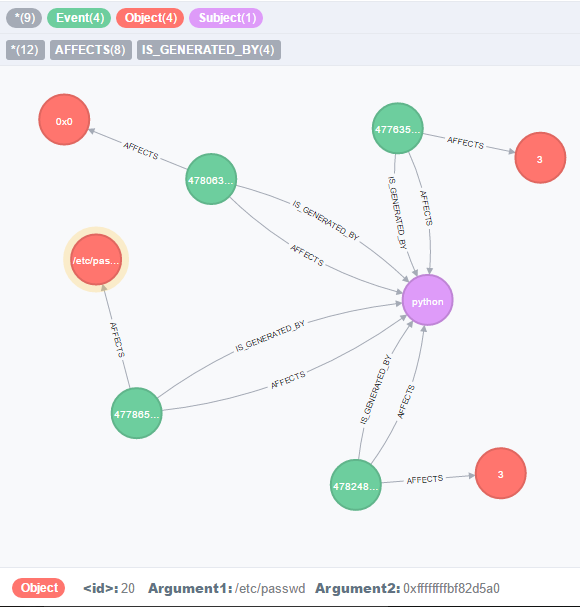 *(9) Event(4) Object(4) Subject(1)
*(12) AFFECTS(8) IS_GENERATED_BY(4)
0x0
477635...
AFFECTS
3
AFFECTS
478063...
IS_GENERATED_BY
AFFECTS
IS_GENERATED_BY
AFFECTS
/etc/pas...
python
AFFECTS
IS_GENERATED_BY
AFFECTS
477865...
IS_GENERATED_BY
AFFECTS
478248...
AFFECTS
3
Object <id>: 20 Argument1: /etc/passwd Argument2: 0xffffffffbf82d5a0